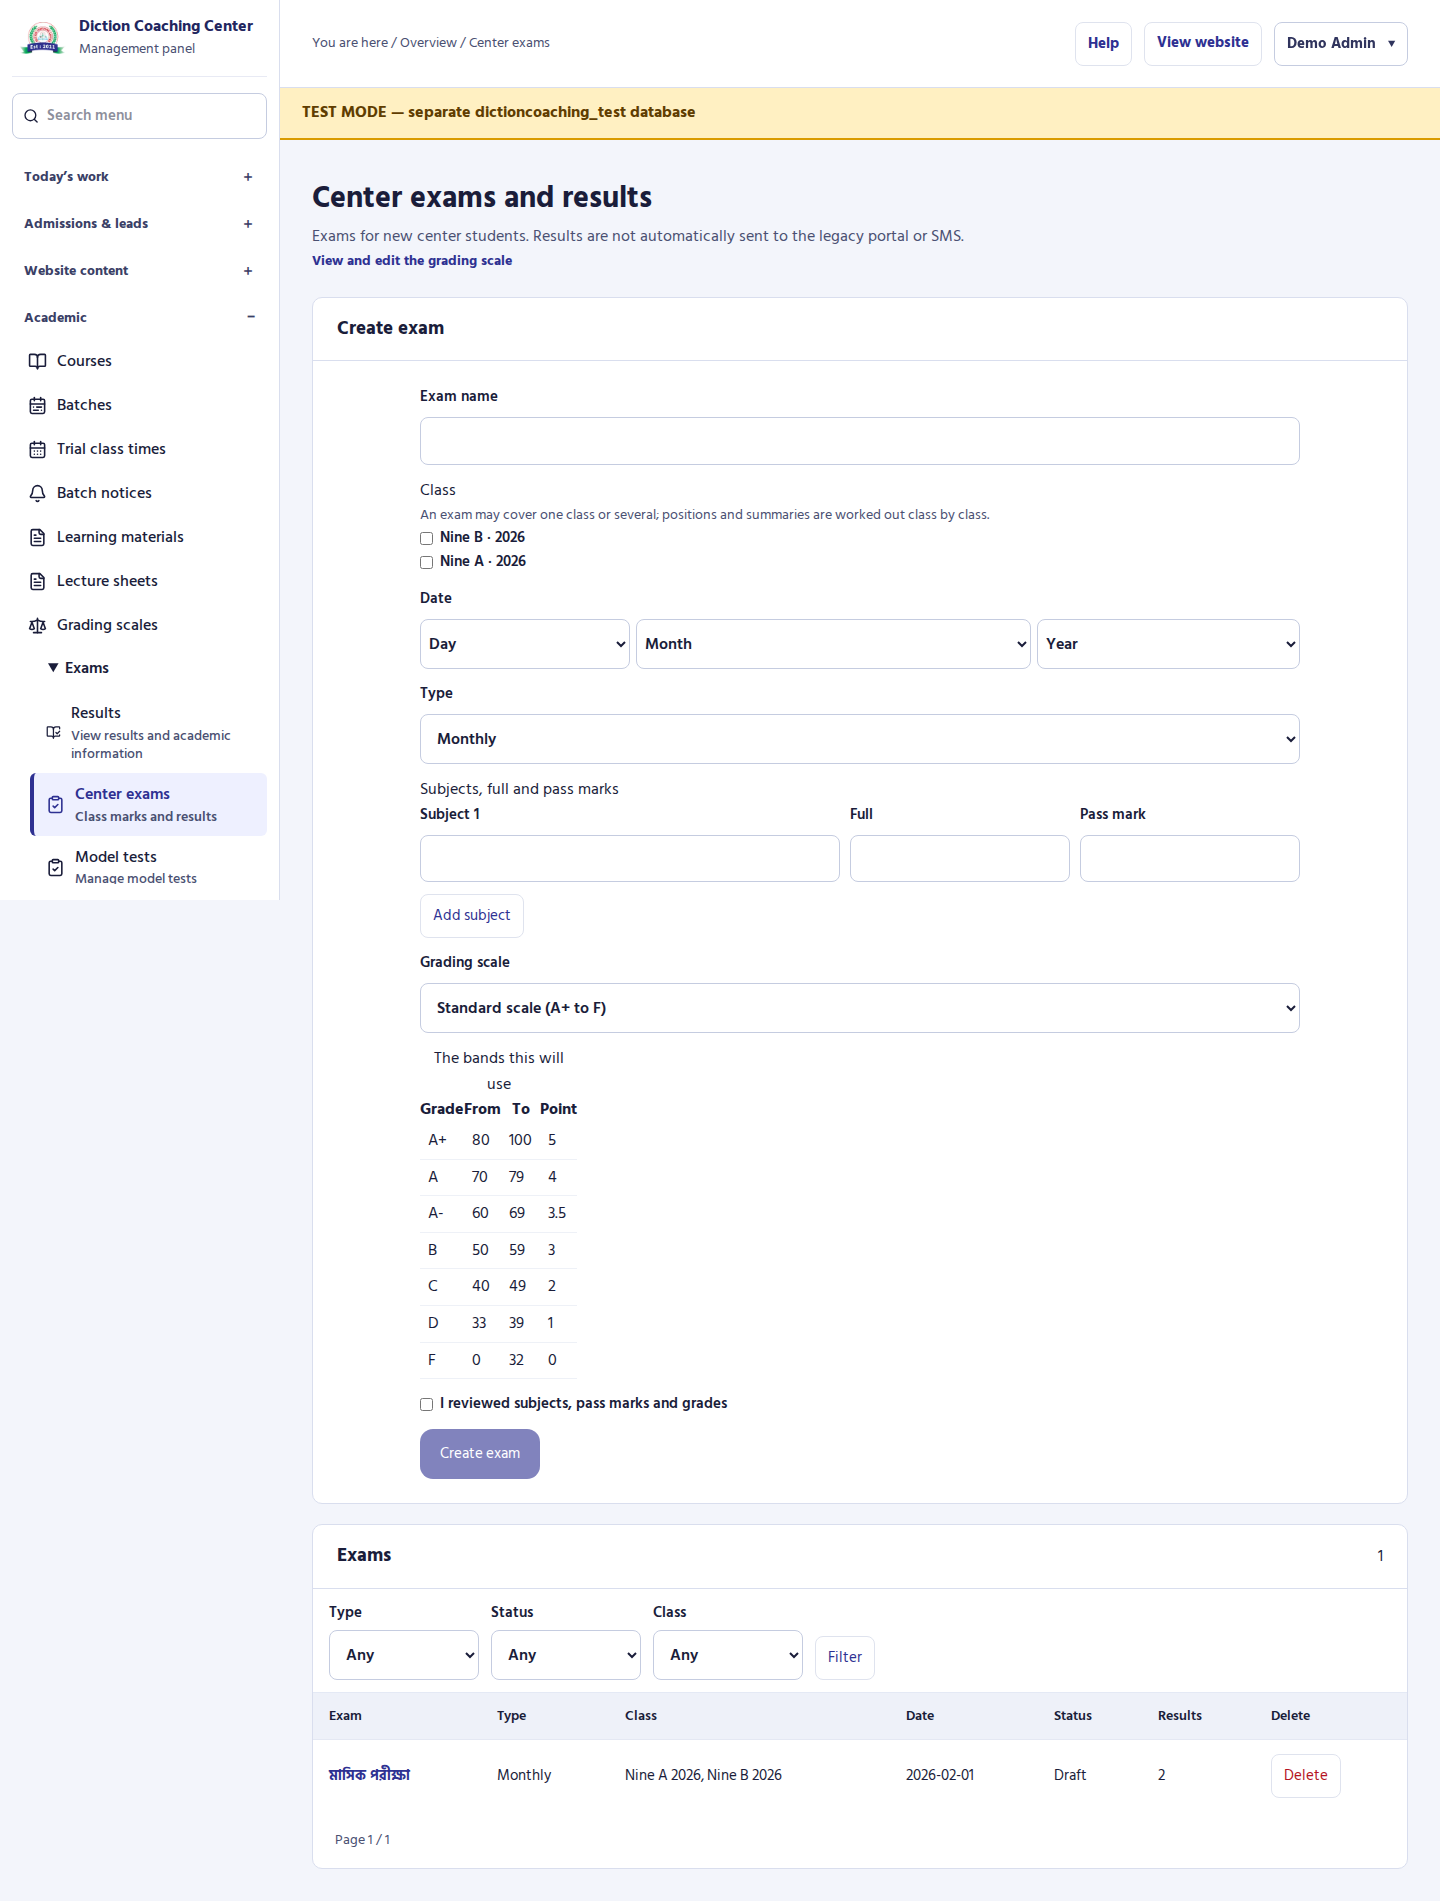 Diction Coaching Center
Management panel
Est : 2011
Search menu
Today’s work +
Admissions & leads +
Website content +
Academic −
Courses
Batches
Trial class times
Batch notices
Learning materials
Lecture sheets
Grading scales
▼ Exams
Results
View results and academic
information
Center exams
Class marks and results
Model tests
Manage model tests
You are here / Overview / Center exams
Help
View website
Demo Admin ▾
TEST MODE — separate dictioncoaching_test database
Center exams and results
Exams for new center students. Results are not automatically sent to the legacy portal or SMS.
View and edit the grading scale
Create exam
Exam name
Class
An exam may cover one class or several; positions and summaries are worked out class by class.
Nine B · 2026
Nine A · 2026
Date
Day Month Year
Type
Monthly
Subjects, full and pass marks
Subject 1 Full Pass mark
Add subject
Grading scale
Standard scale (A+ to F)
The bands this will
use
Grade From To Point
A+ 80 100 5
A 70 79 4
A- 60 69 3.5
B 50 59 3
C 40 49 2
D 33 39 1
F 0 32 0
I reviewed subjects, pass marks and grades
Create exam
Exams 1
Type Status Class
Any Any Any Filter
Exam Type Class Date Status Results Delete
মাসিক পরীক্ষা Monthly Nine A 2026, Nine B 2026 2026-02-01 Draft 2 Delete
Page 1 / 1